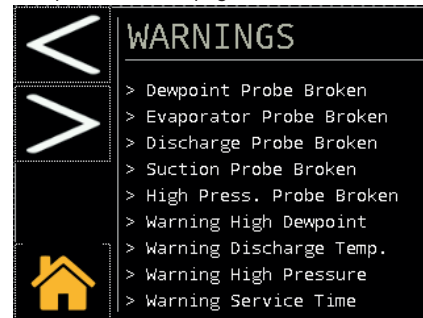 WARNINGS
> Dewpoint Probe Broken
> Evaporator Probe Broken
> Discharge Probe Broken
> Suction Probe Broken
> High Press. Probe Broken
> Warning High Dewpoint
> Warning Discharge Temp.
> Warning High Pressure
> Warning Service Time